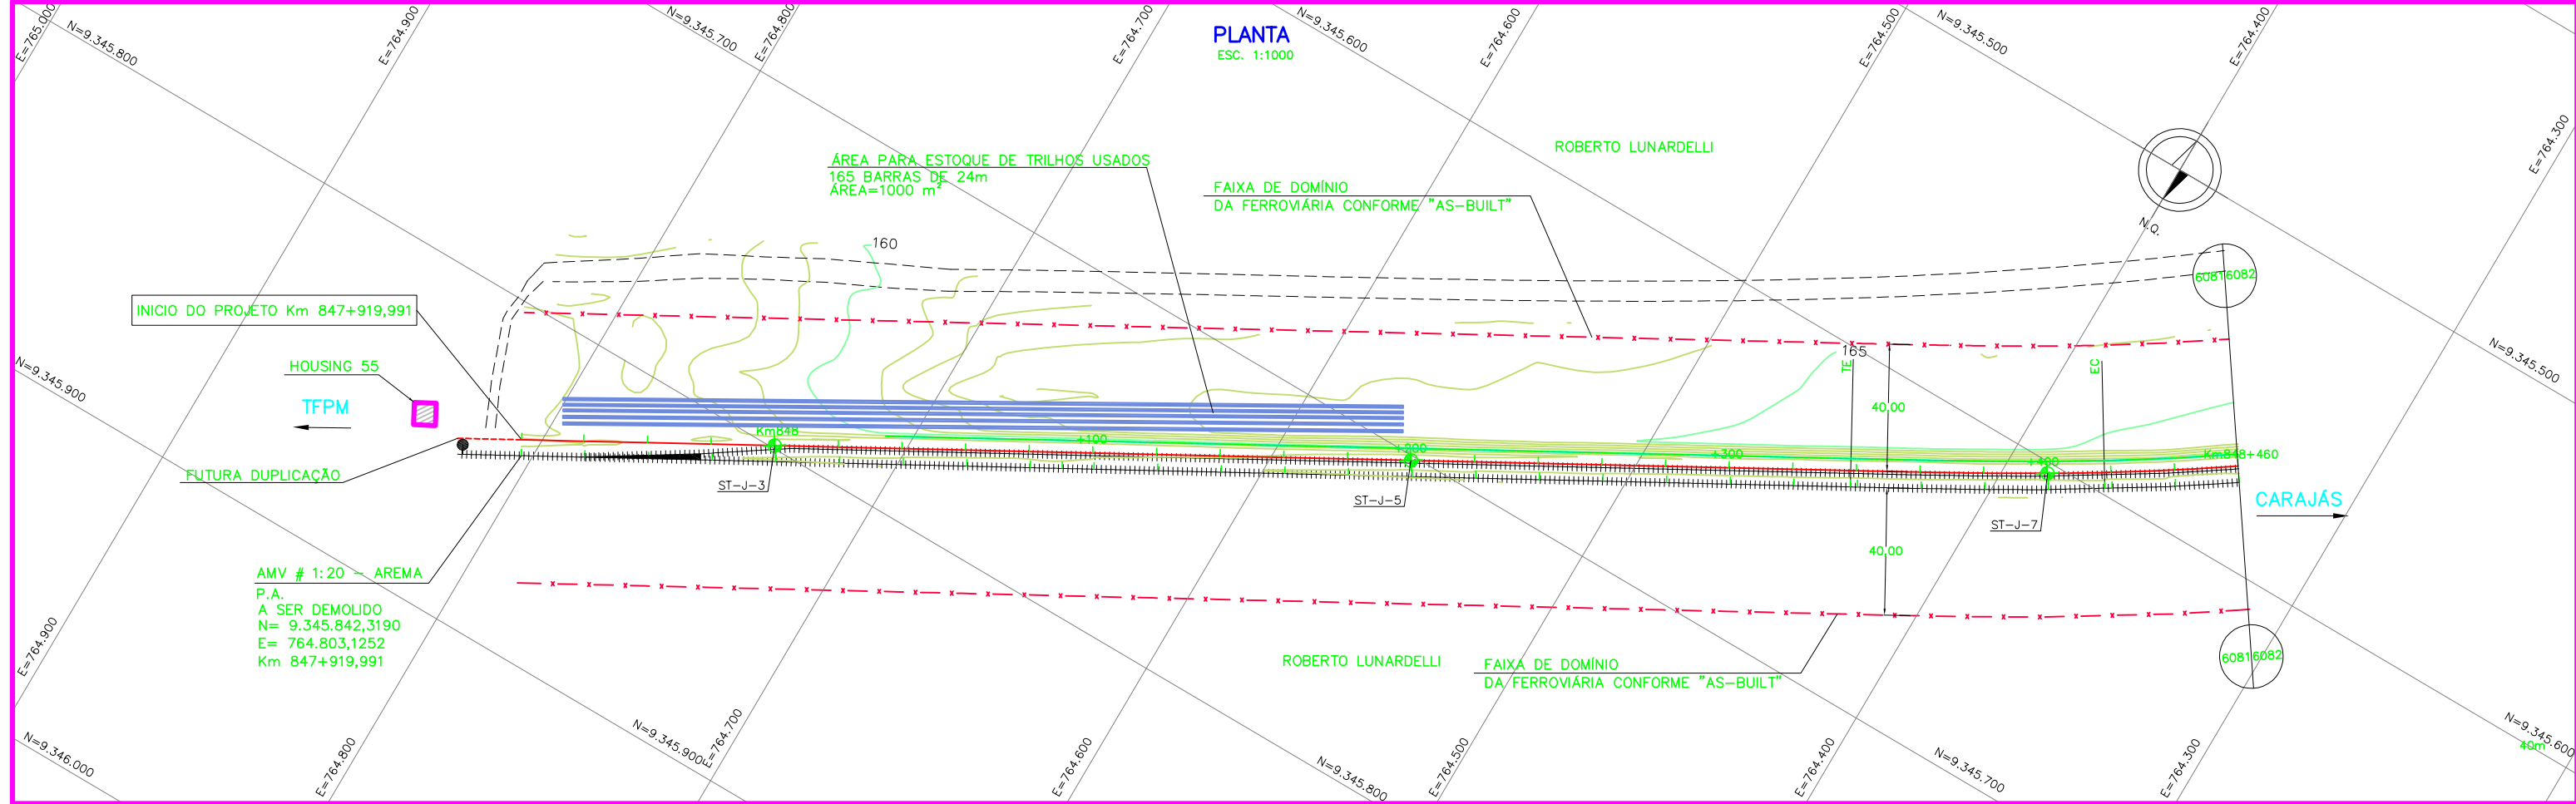 E=765.000
N=9.345.800
E=764.900
N=9.345.700
E=764.800
E=764.700
PLANTA
ESC. 1:1000
N=9.345.600
E=764.600
E=764.500
N=9.345.500
E=764.400
E=764.300
ROBERTO LUNARDELLI
ÁREA PARA ESTOQUE DE TRILHOS USADOS
165 BARRAS DE 24m
ÁREA=1000 m²
FAIXA DE DOMÍNIO
DA FERROVIÁRIA CONFORME "AS-BUILT"
N.Q.
160
60816082
INICIO DO PROJETO Km 847+919,991
HOUSING 55
TFPM
N=9.345.900
165
TE
EC
N=9.345.500
40,00
Km848
+100
+200
+300
+400
Km848+460
FUTURA DUPLICAÇÃO
ST-J-3
ST-J-5
ST-J-7
CARAJÁS
40,00
AMV # 1:20 - AREMA
P.A.
A SER DEMOLIDO
N= 9.345.842,3190
E= 764.803,1252
Km 847+919,991
ROBERTO LUNARDELLI
FAIXA DE DOMÍNIO
DA FERROVIÁRIA CONFORME "AS-BUILT"
60816082
E=764.900
N=9.346.000
E=764.800
N=9.345.900
E=764.700
E=764.600
N=9.345.800
E=764.500
E=764.400
N=9.345.700
E=764.300
N=9.345.600
40m